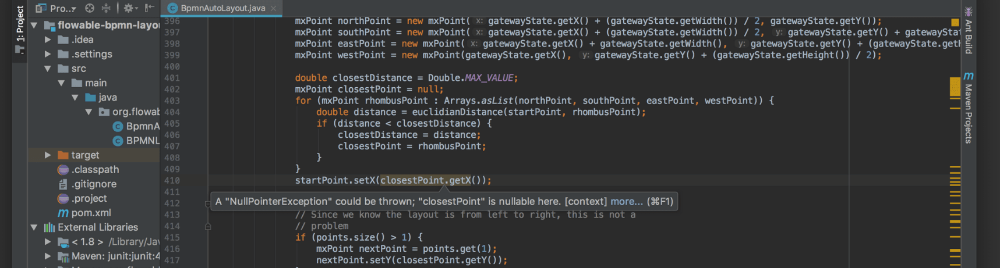 1: Project
Pro..
flowable-bpmn-layou
.idea
.settings
src
main
java
org.flowab
BpmnA
BPMNL
target
.classpath
.gitignore
.project
pom.xml
External Libraries
< 1.8 > /Library/Jav
Maven: junit:junit:4
BpmnAutoLayout.java
396 mxPoint northPoint = new mxPoint( x: gatewayState.getX() + (gatewayState.getWidth()) / 2, gatewayState.getY());
397 mxPoint southPoint = new mxPoint( x: gatewayState.getX() + (gatewayState.getWidth()) / 2, y: gatewayState.getY() + gatewayStat
398 mxPoint eastPoint = new mxPoint( x: gatewayState.getX() + gatewayState.getWidth(), y: gatewayState.getY() + (gatewayState.getH
399 mxPoint westPoint = new mxPoint(gatewayState.getX(), y: gatewayState.getY() + (gatewayState.getHeight()) / 2);
400
401 double closestDistance = Double.MAX_VALUE;
402 mxPoint closestPoint = null;
403 for (mxPoint rhombusPoint : Arrays.asList(northPoint, southPoint, eastPoint, westPoint)) {
404 double distance = euclidianDistance(startPoint, rhombusPoint);
405 if (distance < closestDistance) {
406 closestDistance = distance;
407 closestPoint = rhombusPoint;
408 }
409 }
410 startPoint.setX(closestPoint.getX());
411
A "NullPointerException" could be thrown; "closestPoint" is nullable here. [context] more... (⌘F1)
412
413 // Since we know the layout is from left to right, this is not a
414 // problem
415 if (points.size() > 1) {
416 mxPoint nextPoint = points.get(1);
417 nextPoint.setY(closestPoint.getY());
Ant Build
Maven Projects